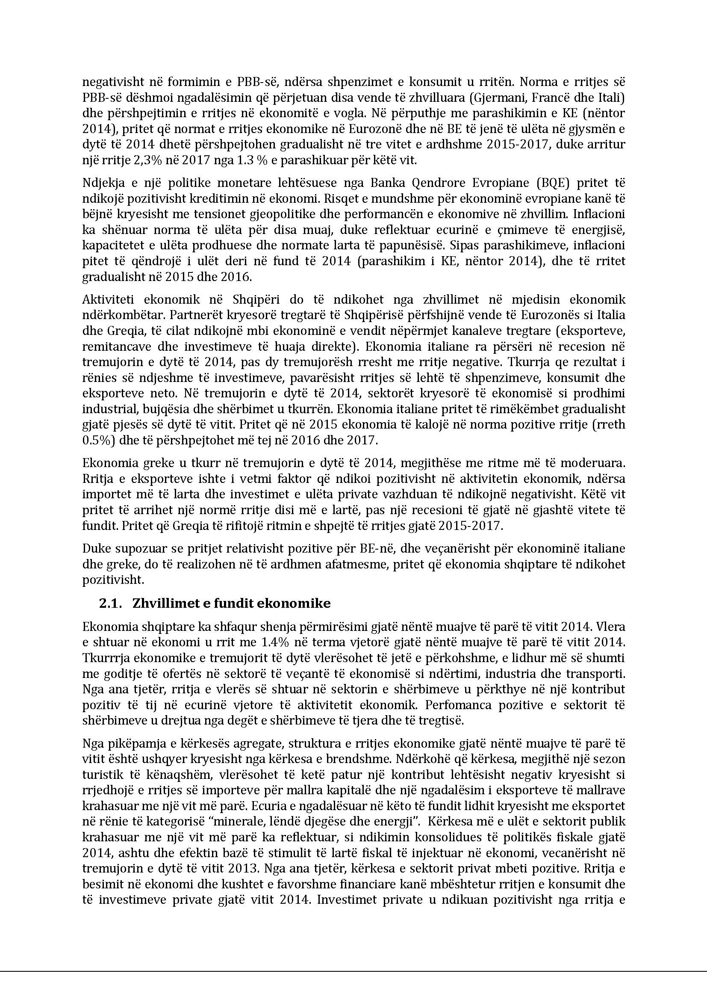 negativisht në formimin e PBB-së, ndërsa shpenzimet e konsumit u rritën. Norma e rritjes së
PBB-së dëshmoi ngadalësimin që përjetuan disa vende të zhvilluara (Gjermani, Francë dhe Itali)
dhe përshpejtimin e rritjes në ekonomitë e vogla. Në përputhje me parashikimin e KE (nëntor
2014), pritet që normat e rritjes ekonomike në Eurozonë dhe në BE të jenë të ulëta në gjysmën e
dytë të 2014 dhetë përshpejtohen gradualisht në tre vitet e ardhshme 2015-2017, duke arritur
një rritje 2,3% në 2017 nga 1.3 % e parashikuar për këtë vit.
Ndjekja e një politike monetare lehtësuese nga Banka Qendrore Evropiane (BQE) pritet të
ndikojë pozitivisht kreditimin në ekonomi. Risqet e mundshme për ekonominë evropiane kanë të
bëjnë kryesisht me tensionet gjeopolitike dhe performancën e ekonomive në zhvillim. Inflacioni
ka shënuar norma të ulëta për disa muaj, duke reflektuar ecurinë e çmimeve të energjisë,
kapacitetet e ulëta prodhuese dhe normate larta të papunësisë. Sipas parashikimeve, inflacioni
pitet të qëndrojë i ulët deri në fund të 2014 (parashikim i KE, nëntor 2014), dhe të rritet
gradualisht në 2015 dhe 2016.
Aktiviteti ekonomik në Shqipëri do të ndikohet nga zhvillimet në mjedisin ekonomik
ndërkombëtar. Partnerët kryesorë tregtarë të Shqipërisë përfshijnë vende të Eurozonës si Italia
dhe Greqia, të cilat ndikojnë mbi ekonominë e vendit nëpërmjet kanaleve tregtare (eksporteve,
remitancave dhe investimeve të huaja direkte). Ekonomia italiane ra përsëri në recesion në
tremujorin e dytë të 2014, pas dy tremujorësh rresht me rritje negative. Tkurrja qe rezultat i
rënies së ndjeshme të investimeve, pavarësisht rritjes së lehtë të shpenzimeve, konsumit dhe
eksporteve neto. Në tremujorin e dytë të 2014, sektorët kryesorë të ekonomisë si prodhimi
industrial, bujqësia dhe shërbimet u tkurrën. Ekonomia italiane pritet të rimëkëmbet gradualisht
gjatë pjesës së dytë të vitit. Pritet që në 2015 ekonomia të kalojë në norma pozitive rritje (rreth
0.5%) dhe të përshpejtohet më tej në 2016 dhe 2017.
Ekonomia greke u tkurr në tremujorin e dytë të 2014, megjithëse me ritme më të moderuara.
Rritja e eksporteve ishte i vetmi faktor që ndikoi pozitivisht në aktivitetin ekonomik, ndërsa
importet më të larta dhe investimet e ulëta private vazhduan të ndikojnë negativisht. Këtë vit
pritet të arrihet një normë rritje disi më e lartë, pas një recesioni të gjatë në gjashtë vitete të
fundit. Pritet që Greqia të rifitojë ritmin e shpejtë të rritjes gjatë 2015-2017.
Duke supozuar se pritjet relativisht pozitive për BE-në, dhe veçanërisht për ekonominë italiane
dhe greke, do të realizohen në të ardhmen afatmesme, pritet që ekonomia shqiptare të ndikohet
pozitivisht.
2.1. Zhvillimet e fundit ekonomike
Ekonomia shqiptare ka shfaqur shenja përmirësimi gjatë nëntë muajve të parë të vitit 2014. Vlera
e shtuar në ekonomi u rrit me 1.4% në terma vjetorë gjatë nëntë muajve të parë të vitit 2014.
Tkurrrja ekonomike e tremujorit të dytë vlerësohet të jetë e përkohshme, e lidhur më së shumti
me goditje të ofertës në sektorë të veçantë të ekonomisë si ndërtimi, industria dhe transporti.
Nga ana tjetër, rritja e vlerës së shtuar në sektorin e shërbimeve u përkthye në një kontribut
pozitiv të tij në ecurinë vjetore të aktivitetit ekonomik. Perfomanca pozitive e sektorit të
shërbimeve u drejtua nga degët e shërbimeve të tjera dhe të tregtisë.
Nga pikëpamja e kërkesës agregate, struktura e rritjes ekonomike gjatë nëntë muajve të parë të
vitit është ushqyer kryesisht nga kërkesa e brendshme. Ndërkohë që kërkesa, megjithë një sezon
turistik të kënaqshëm, vlerësohet të ketë patur një kontribut lehtësisht negativ kryesisht si
rrjedhojë e rritjes së importeve për mallra kapitalë dhe një ngadalësim i eksporteve të mallrave
krahasuar me një vit më parë. Ecuria e ngadalësuar në këto të fundit lidhit kryesisht me eksportet
në rënie të kategorisë “minerale, lëndë djegëse dhe energji”. Kërkesa më e ulët e sektorit publik
krahasuar me një vit më parë ka reflektuar, si ndikimin konsolidues të politikës fiskale gjatë
2014, ashtu dhe efektin bazë të stimulit të lartë fiskal të injektuar në ekonomi, vecanërisht në
tremujorin e dytë të vitit 2013. Nga ana tjetër, kërkesa e sektorit privat mbeti pozitive. Rritja e
besimit në ekonomi dhe kushtet e favorshme financiare kanë mbështetur rritjen e konsumit dhe
të investimeve private gjatë vitit 2014. Investimet private u ndikuan pozitivisht nga rritja e